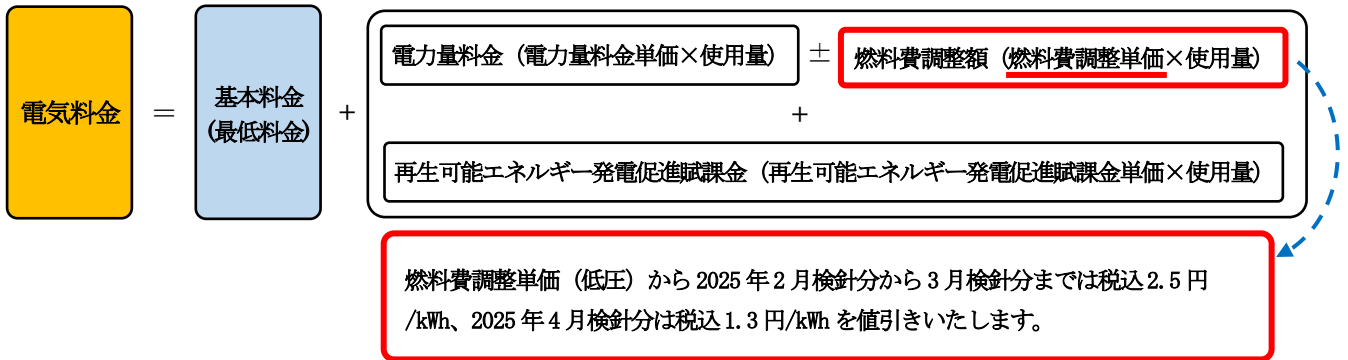 電気料金
＝
基本料金
(最低料金)
+
電力量料金（電力量料金単価×使用量）
±
燃料費調整額（燃料費調整単価×使用量）
+
再生可能エネルギー発電促進賦課金（再生可能エネルギー発電促進賦課金単価×使用量）
燃料費調整単価（低圧）から2025年2月検針分から3月検針分までは税込2.5円
/kWh、2025年4月検針分は税込1.3円/kWhを値引きいたします。